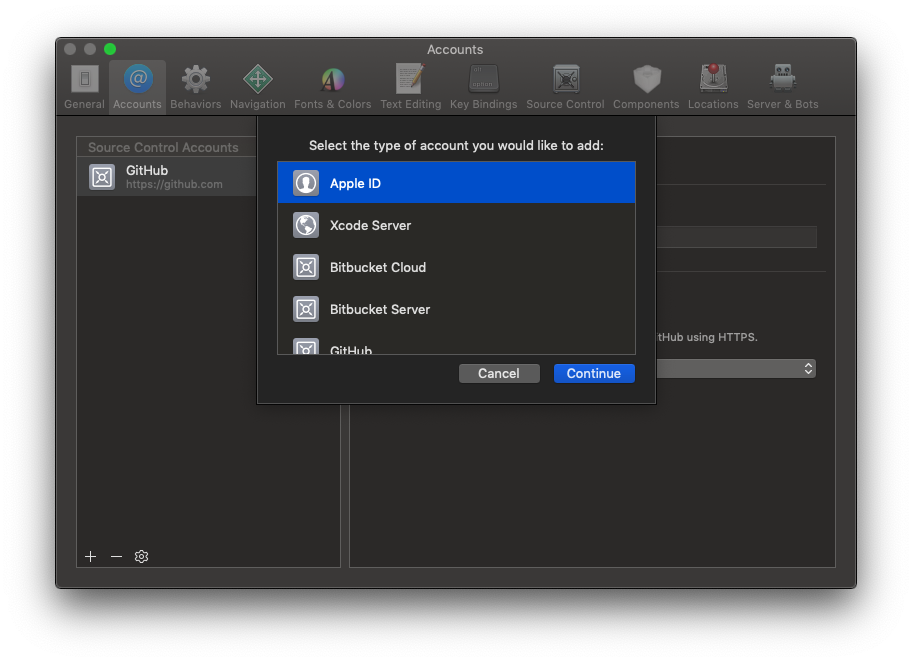 Accounts
General
Accounts
Behaviors
Navigation
Fonts & Colors
Text Editing
Key Bindings
Source Control
Components
Locations
Server & Bots
Source Control Accounts
GitHub
https://github.com
Select the type of account you would like to add:
Apple ID
Xcode Server
Bitbucket Cloud
Bitbucket Server
GitHub
itHub using HTTPS.
Cancel
Continue